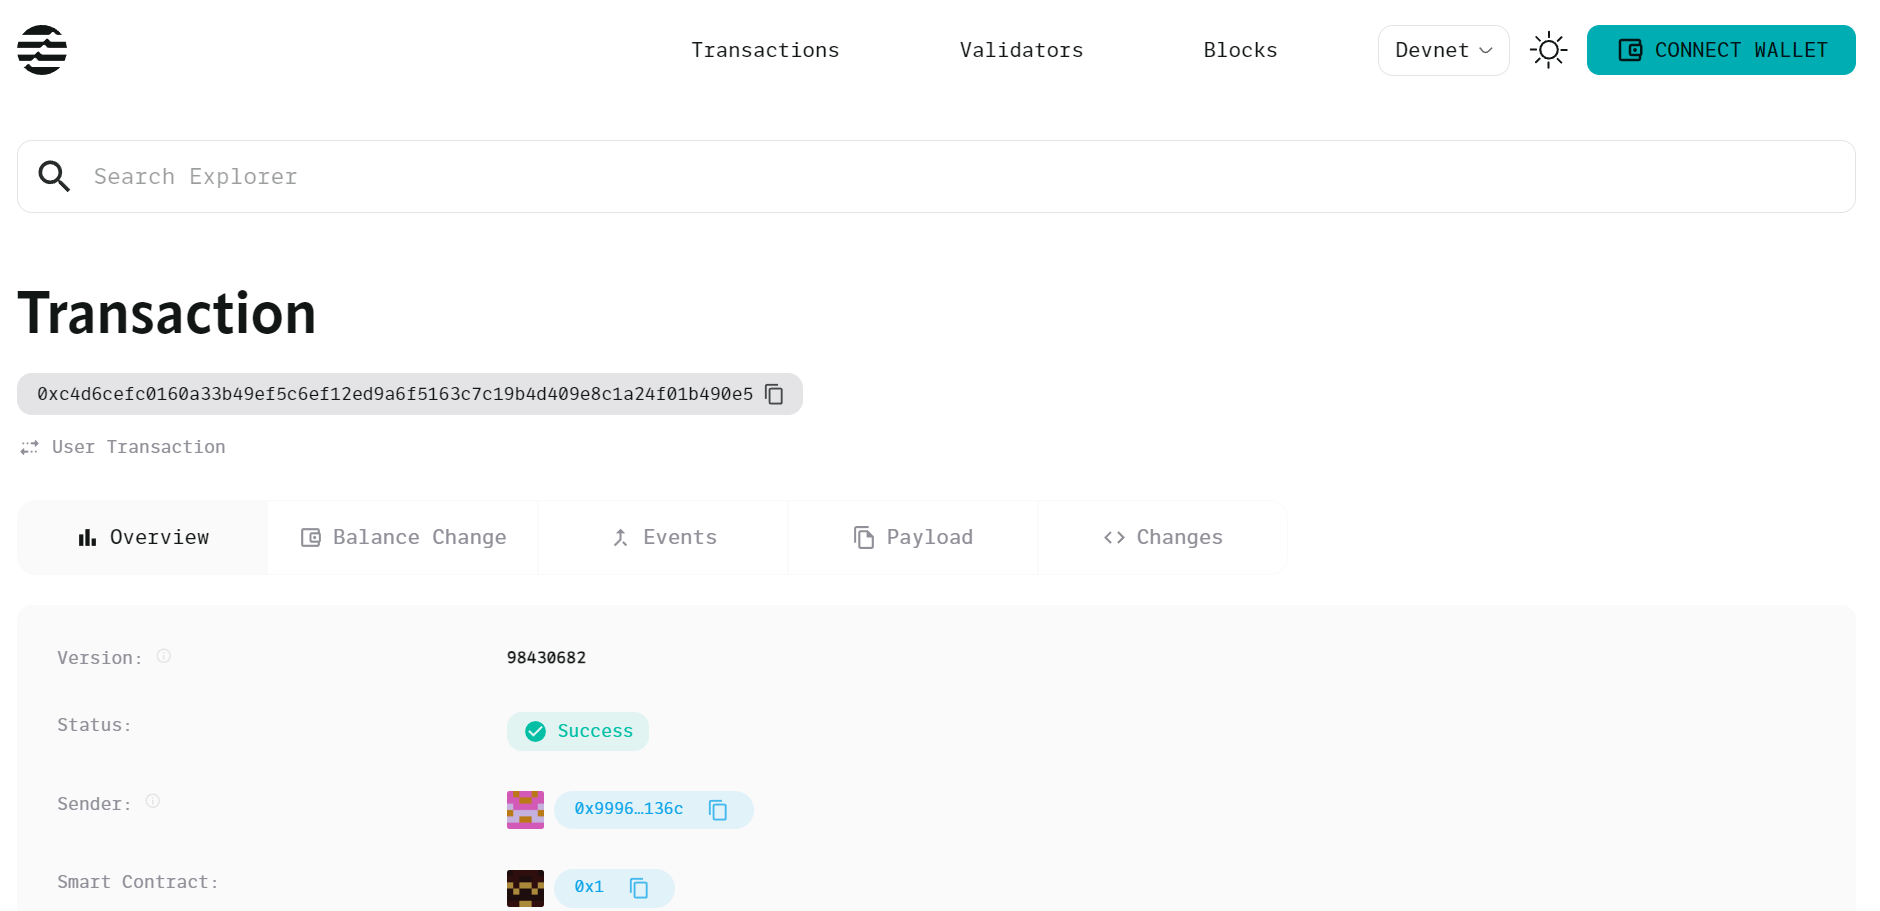 Transactions Validators Blocks Devnet CONNECT WALLET
Search Explorer
Transaction
0xc4d6cefc0160a33b49ef5c6ef12ed9a6f5163c7c19b4d409e8c1a24f01b490e5
User Transaction
Overview Balance Change Events Payload Changes
Version: 98430682
Status: Success
Sender: 0x9996…136c
Smart Contract: 0x1